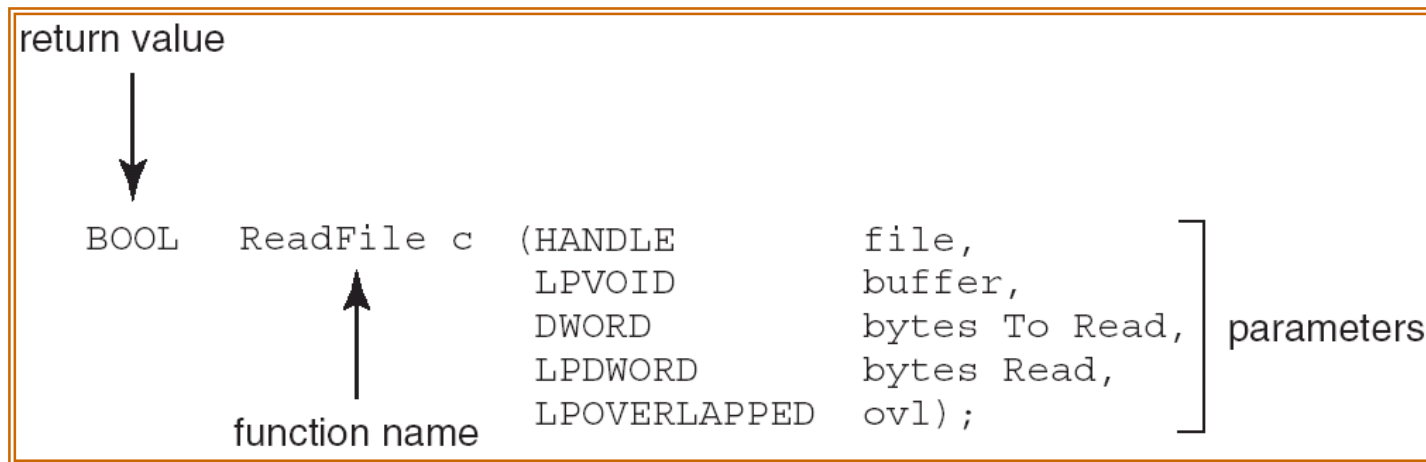 return value
BOOL ReadFile c (HANDLE file,
LPVOID buffer,
DWORD bytes To Read,
parameters
LPDWORD bytes Read,
LPOVERLAPPED ovl);
function name